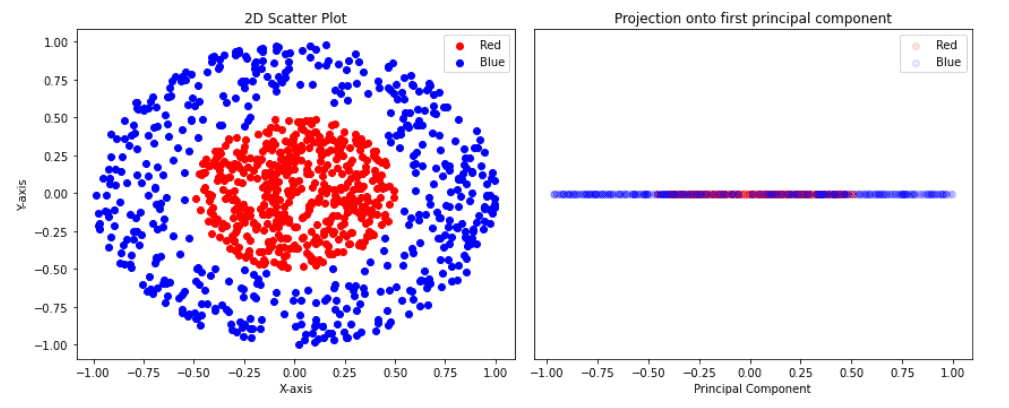 2D Scatter Plot
Red
Blue
1.00
0.75
0.50
0.25
0.00
−0.25
−0.50
−0.75
−1.00
Y-axis
−1.00 −0.75 −0.50 −0.25 0.00 0.25 0.50 0.75 1.00
X-axis
Projection onto first principal component
Red
Blue
−1.00 −0.75 −0.50 −0.25 0.00 0.25 0.50 0.75 1.00
Principal Component